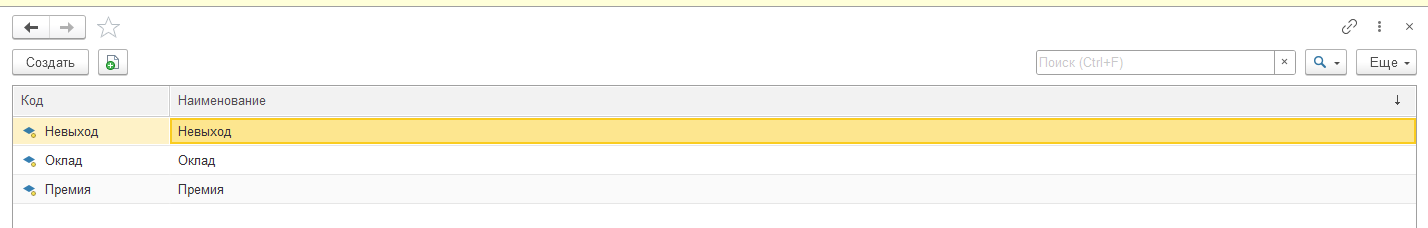 Создать
Поиск (Ctrl+F)
Еще
Код Наименование
Невыход Невыход
Оклад Оклад
Премия Премия